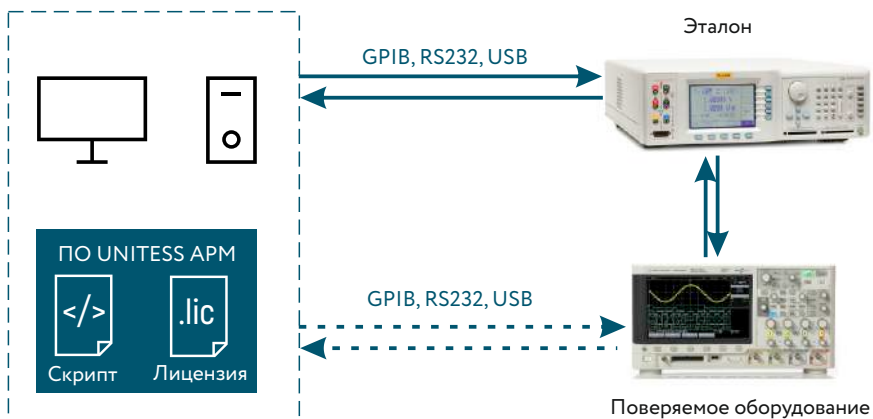 Эталон
GPIB, RS232, USB
ПО UNITESS АРМ
</>
.lic
Скрипт
Лицензия
GPIB, RS232, USB
Поверяемое оборудование